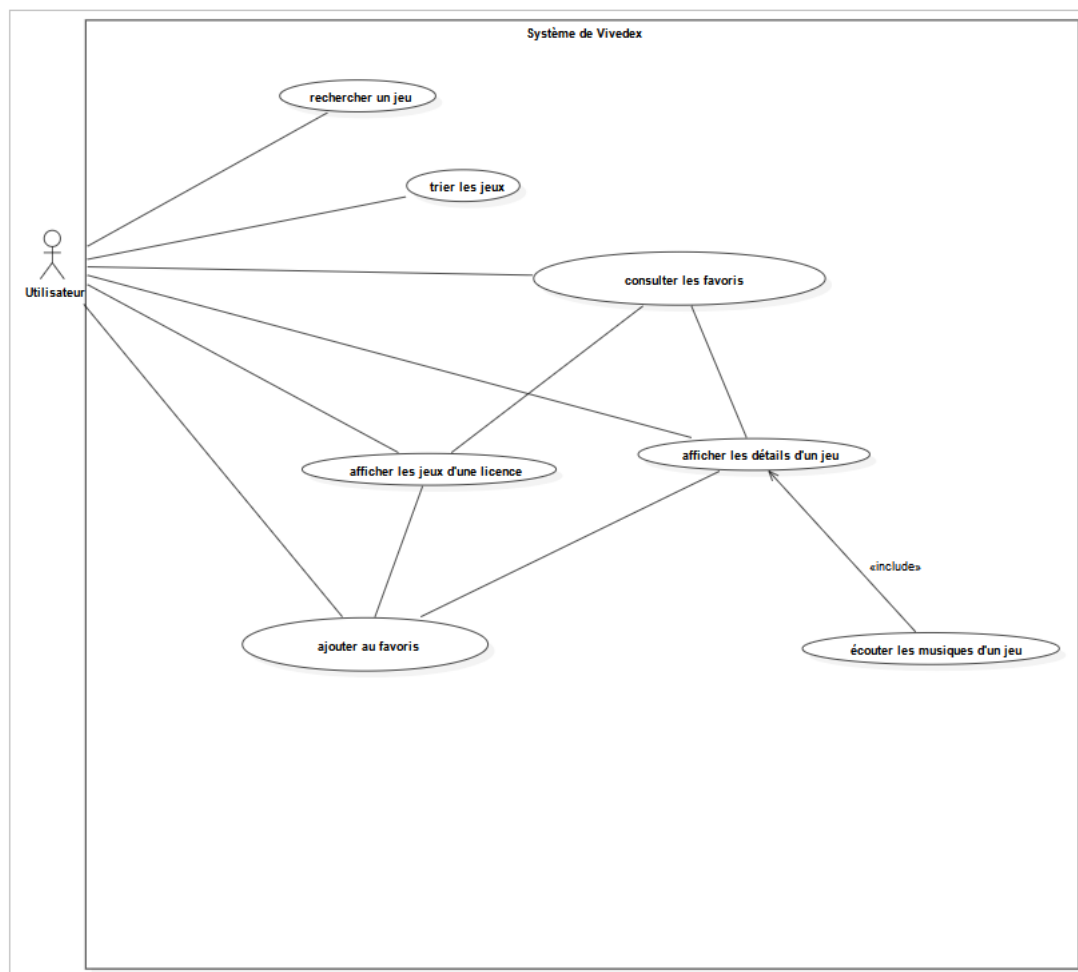 Système de Vivedex
rechercher un jeu
trier les jeux
Utilisateur
consulter les favoris
afficher les jeux d'une licence
afficher les détails d'un jeu
«include»
ajouter au favoris
écouter les musiques d'un jeu